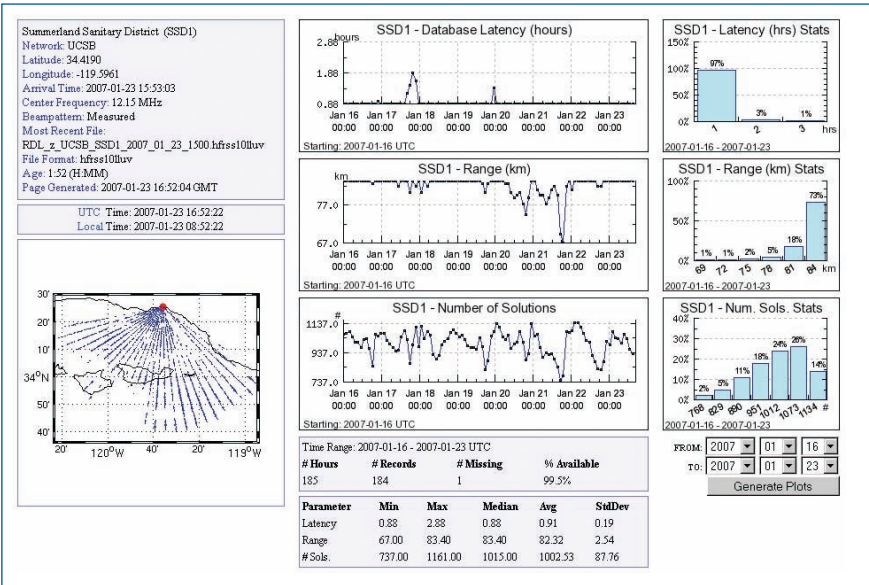 Summerland Sanitary District (SSD1)
Network: UCSB
Latitude: 34.4190
Longitude: -119.5961
Arrival Time: 2007-01-23 15:53:03
Center Frequency: 12.15 MHz
Beampattern: Measured
Most Recent File:
RDL_z_UCSB_SSD1_2007_01_23_1500.hfrss10lluv
File Format: hfrss10lluv
Age: 1:52 (H:MM)
Page Generated: 2007-01-23 16:52:04 GMT
UTC Time: 2007-01-23 16:52:22
Local Time: 2007-01-23 08:52:22
30'
20'
10'
34°N
50'
40'
20' 120°W 40' 20' 119°W
SSD1 - Database Latency (hours)
hours
2.88
1.88
0.88
Jan 16 Jan 17 Jan 18 Jan 19 Jan 20 Jan 21 Jan 22 Jan 23
00:00 00:00 00:00 00:00 00:00 00:00 00:00 00:00
Starting: 2007-01-16 UTC
SSD1 - Range (km)
km
77.0
67.0
Jan 16 Jan 17 Jan 18 Jan 19 Jan 20 Jan 21 Jan 22 Jan 23
00:00 00:00 00:00 00:00 00:00 00:00 00:00 00:00
Starting: 2007-01-16 UTC
SSD1 - Number of Solutions
#
1137.0
937.0
737.0
Jan 16 Jan 17 Jan 18 Jan 19 Jan 20 Jan 21 Jan 22 Jan 23
00:00 00:00 00:00 00:00 00:00 00:00 00:00 00:00
Starting: 2007-01-16 UTC
Time Range: 2007-01-16 - 2007-01-23 UTC
# Hours # Records # Missing % Available
185 184 1 99.5%
Parameter Min Max Median Avg StdDev
Latency 0.88 2.88 0.88 0.91 0.19
Range 67.00 83.40 83.40 82.32 2.54
# Sols. 737.00 1161.00 1015.00 1002.53 87.76
SSD1 - Latency (hrs) Stats
150%
100%
50%
0%
97% 3% 1%
1 2 3 hrs
2007-01-16 - 2007-01-23
SSD1 - Range (km) Stats
100%
50%
0%
1% 1% 2% 5% 18% 73%
69 72 75 78 81 84 km
2007-01-16 - 2007-01-23
SSD1 - Num. Sols. Stats
40%
30%
20%
10%
0%
2% 5% 11% 18% 24% 26% 14%
768 829 890 951 1012 1073 1134 #
2007-01-16 - 2007-01-23
FROM: 2007 01 16
TO: 2007 01 23
Generate Plots